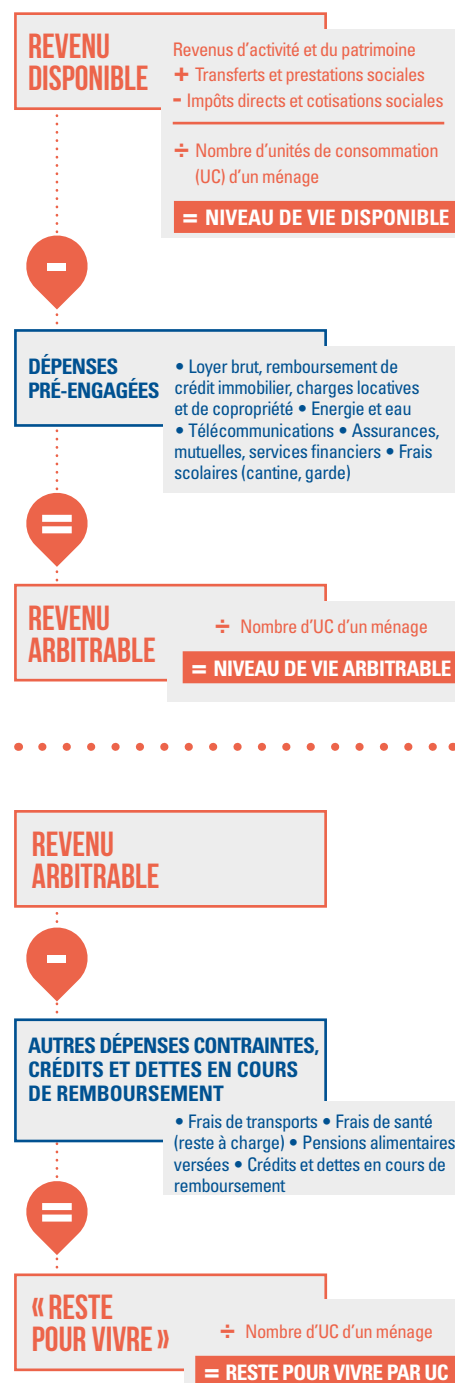 REVENU
DISPONIBLE
Revenus d'activité et du patrimoine
+ Transferts et prestations sociales
- Impôts directs et cotisations sociales
÷ Nombre d'unités de consommation
(UC) d'un ménage
= NIVEAU DE VIE DISPONIBLE
-
DÉPENSES
PRÉ-ENGAGÉES
• Loyer brut, remboursement de
crédit immobilier, charges locatives
et de copropriété • Energie et eau
• Télécommunications • Assurances,
mutuelles, services financiers • Frais
scolaires (cantine, garde)
=
REVENU
ARBITRABLE
÷ Nombre d'UC d'un ménage
= NIVEAU DE VIE ARBITRABLE
REVENU
ARBITRABLE
-
AUTRES DÉPENSES CONTRAINTES,
CRÉDITS ET DETTES EN COURS
DE REMBOURSEMENT
• Frais de transports • Frais de santé
(reste à charge) • Pensions alimentaires
versées • Crédits et dettes en cours de
remboursement
=
« RESTE
POUR VIVRE »
÷ Nombre d'UC d'un ménage
= RESTE POUR VIVRE PAR UC